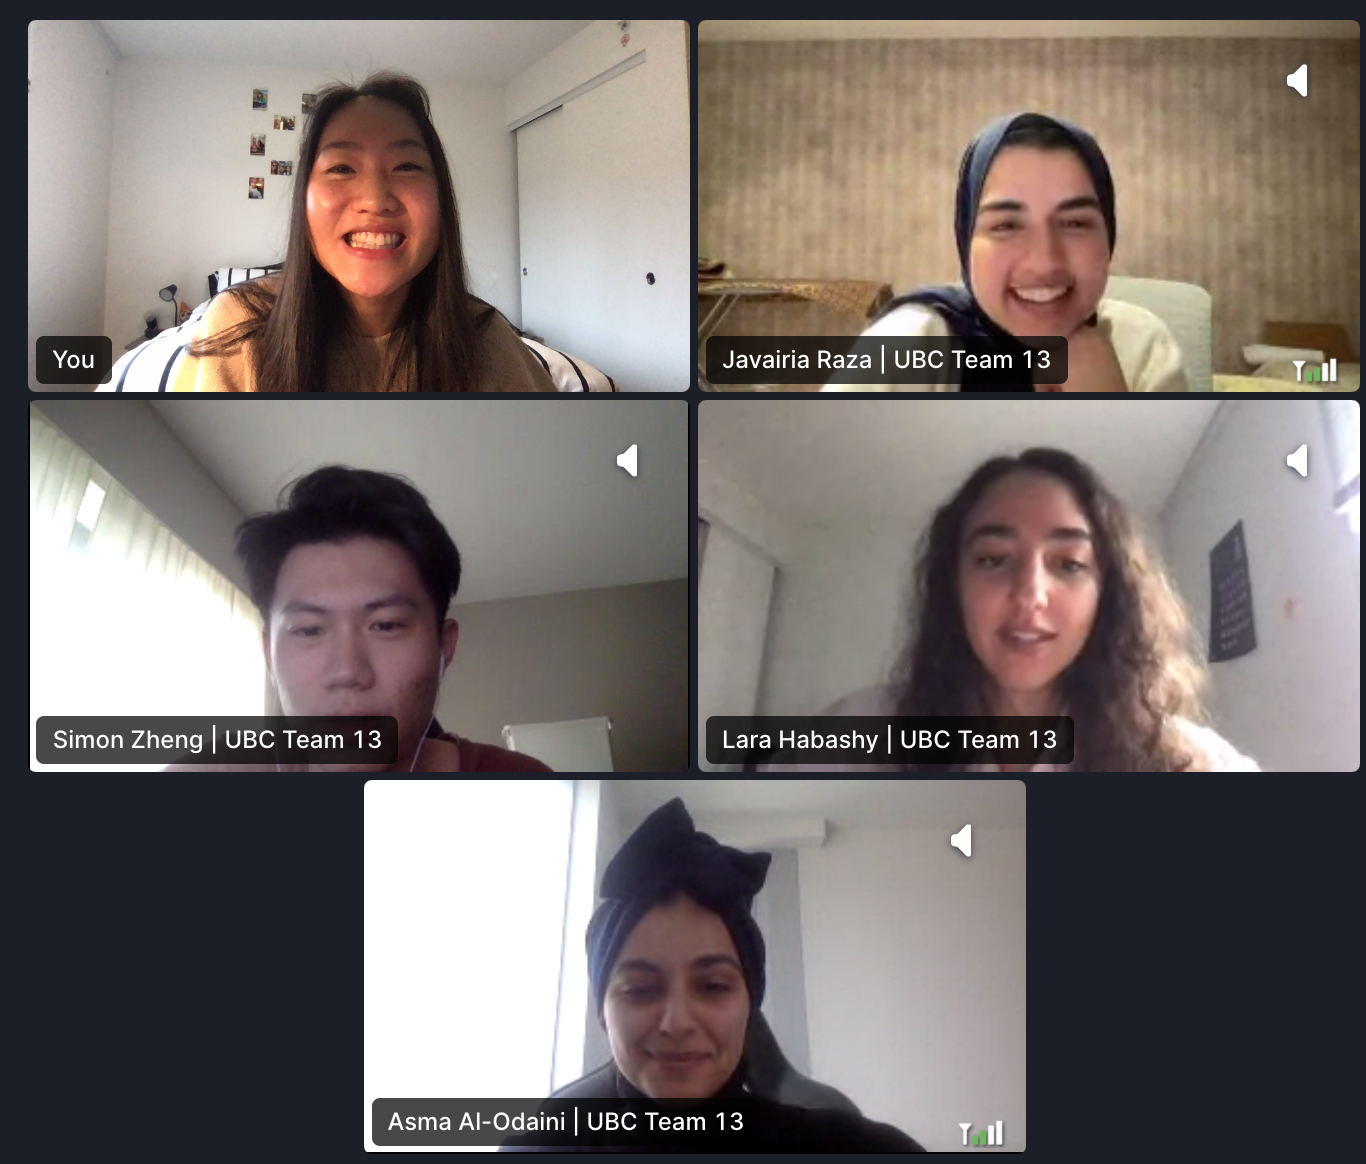 You
Javairia Raza | UBC Team 13
Simon Zheng | UBC Team 13
Lara Habashy | UBC Team 13
Asma Al-Odaini | UBC Team 13